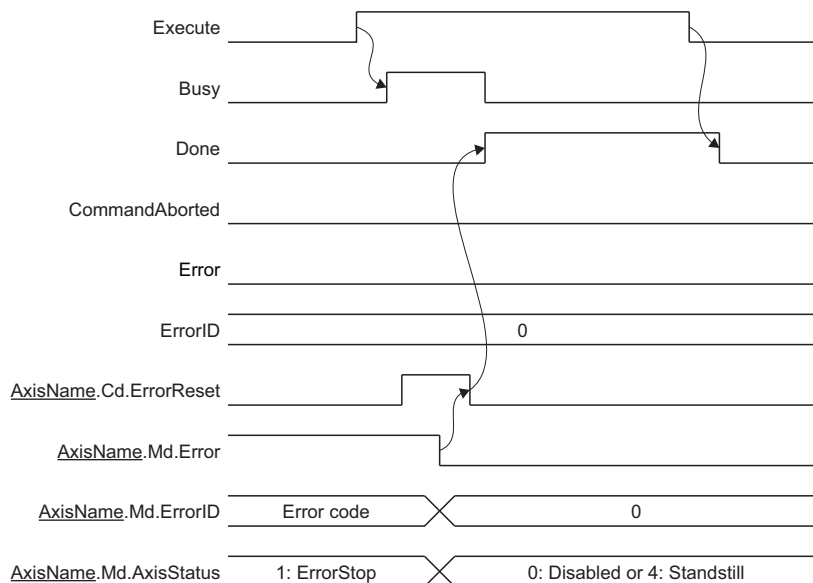 Execute
Busy
Done
CommandAborted
Error
ErrorID
0
AxisName.Cd.ErrorReset
AxisName.Md.Error
AxisName.Md.ErrorID
Error code
0
AxisName.Md.AxisStatus
1: ErrorStop
0: Disabled or 4: Standstill